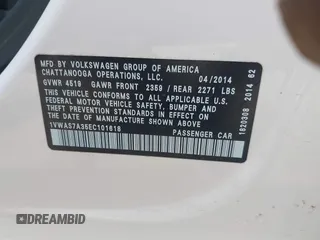 MFD BY VOLKSWAGEN GROUP OF AMERICA
CHATTANOOGA OPERATIONS, LLC. 04/2014
GVWR 4519 GAWR FRONT 2359 / REAR 2271 LBS
THIS VEHICLE CONFORMS TO ALL APPLICABLE
FEDERAL MOTOR VEHICLE SAFETY, BUMPER AND
THEFT PREVENTION STANDARDS IN EFFECT ON THE
DATE OF MANUFACTURE SHOWN ABOVE.
1VWAS7A35EC101618 PASSENGER CAR
1820308 2014 62
DREAMBID